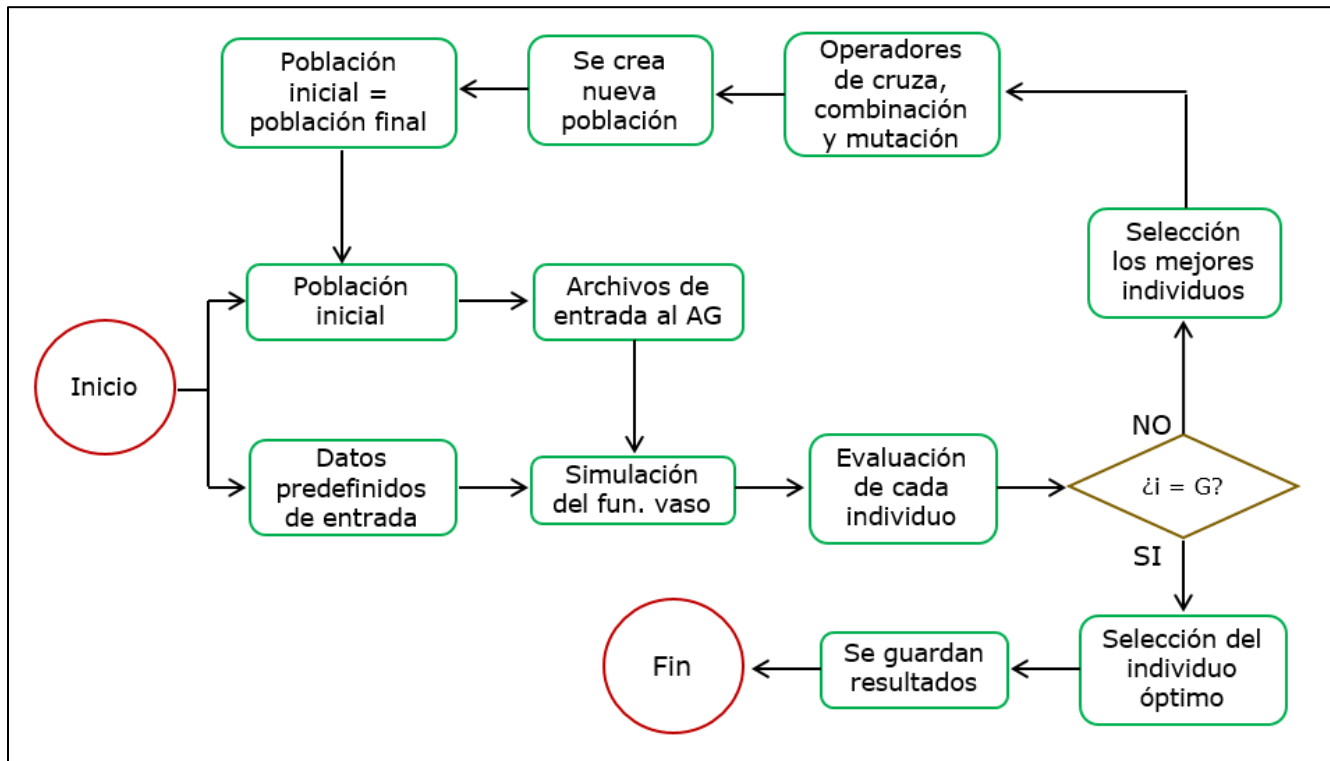 Población
inicial =
población final
Se crea
nueva
población
Operadores
de cruza,
combinación
y mutación
Selección
los mejores
individuos
Población
inicial
Archivos de
entrada al AG
Inicio
Datos
predefinidos
de entrada
Simulación
del fun. vaso
Evaluación
de cada
individuo
NO
¿i = G?
SI
Selección del
individuo
óptimo
Se guardan
resultados
Fin